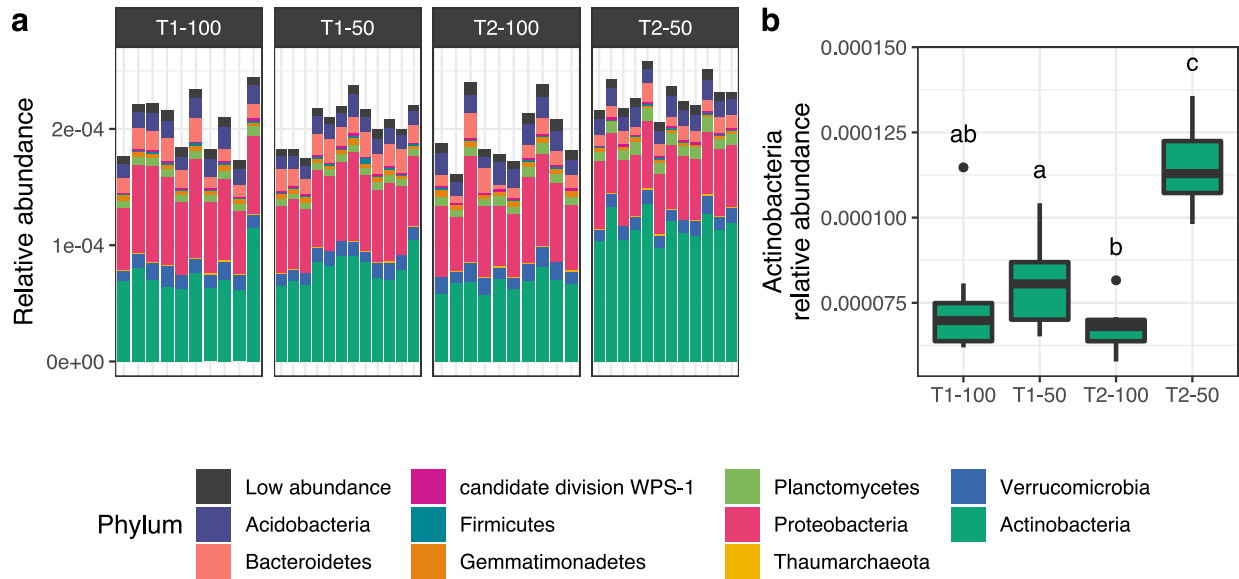 a
T1-100
T1-50
T2-100
T2-50
Relative abundance
2e-04
1e-04
0e+00
b
Actinobacteria
relative abundance
0.000150
0.000125
0.000100
0.000075
ab
a
b
c
T1-100
T1-50
T2-100
T2-50
Phylum
Low abundance
Acidobacteria
Bacteroidetes
candidate division WPS-1
Firmicutes
Gemmatimonadetes
Planctomycetes
Proteobacteria
Thaumarchaeota
Verrucomicrobia
Actinobacteria